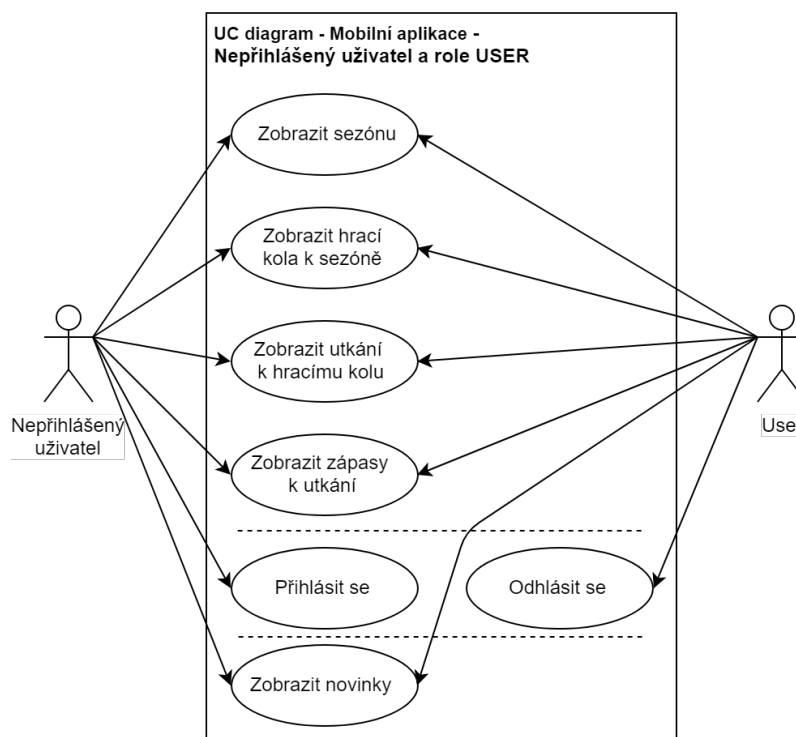 UC diagram - Mobilní aplikace -
Nepřihlášený uživatel a role USER
Zobrazit sezónu
Zobrazit hrací
kola k sezóně
Zobrazit utkání
k hracímu kolu
Nepřihlášený
uživatel
Use
Zobrazit zápasy
k utkání
Přihlásit se
Odhlásit se
Zobrazit novinky